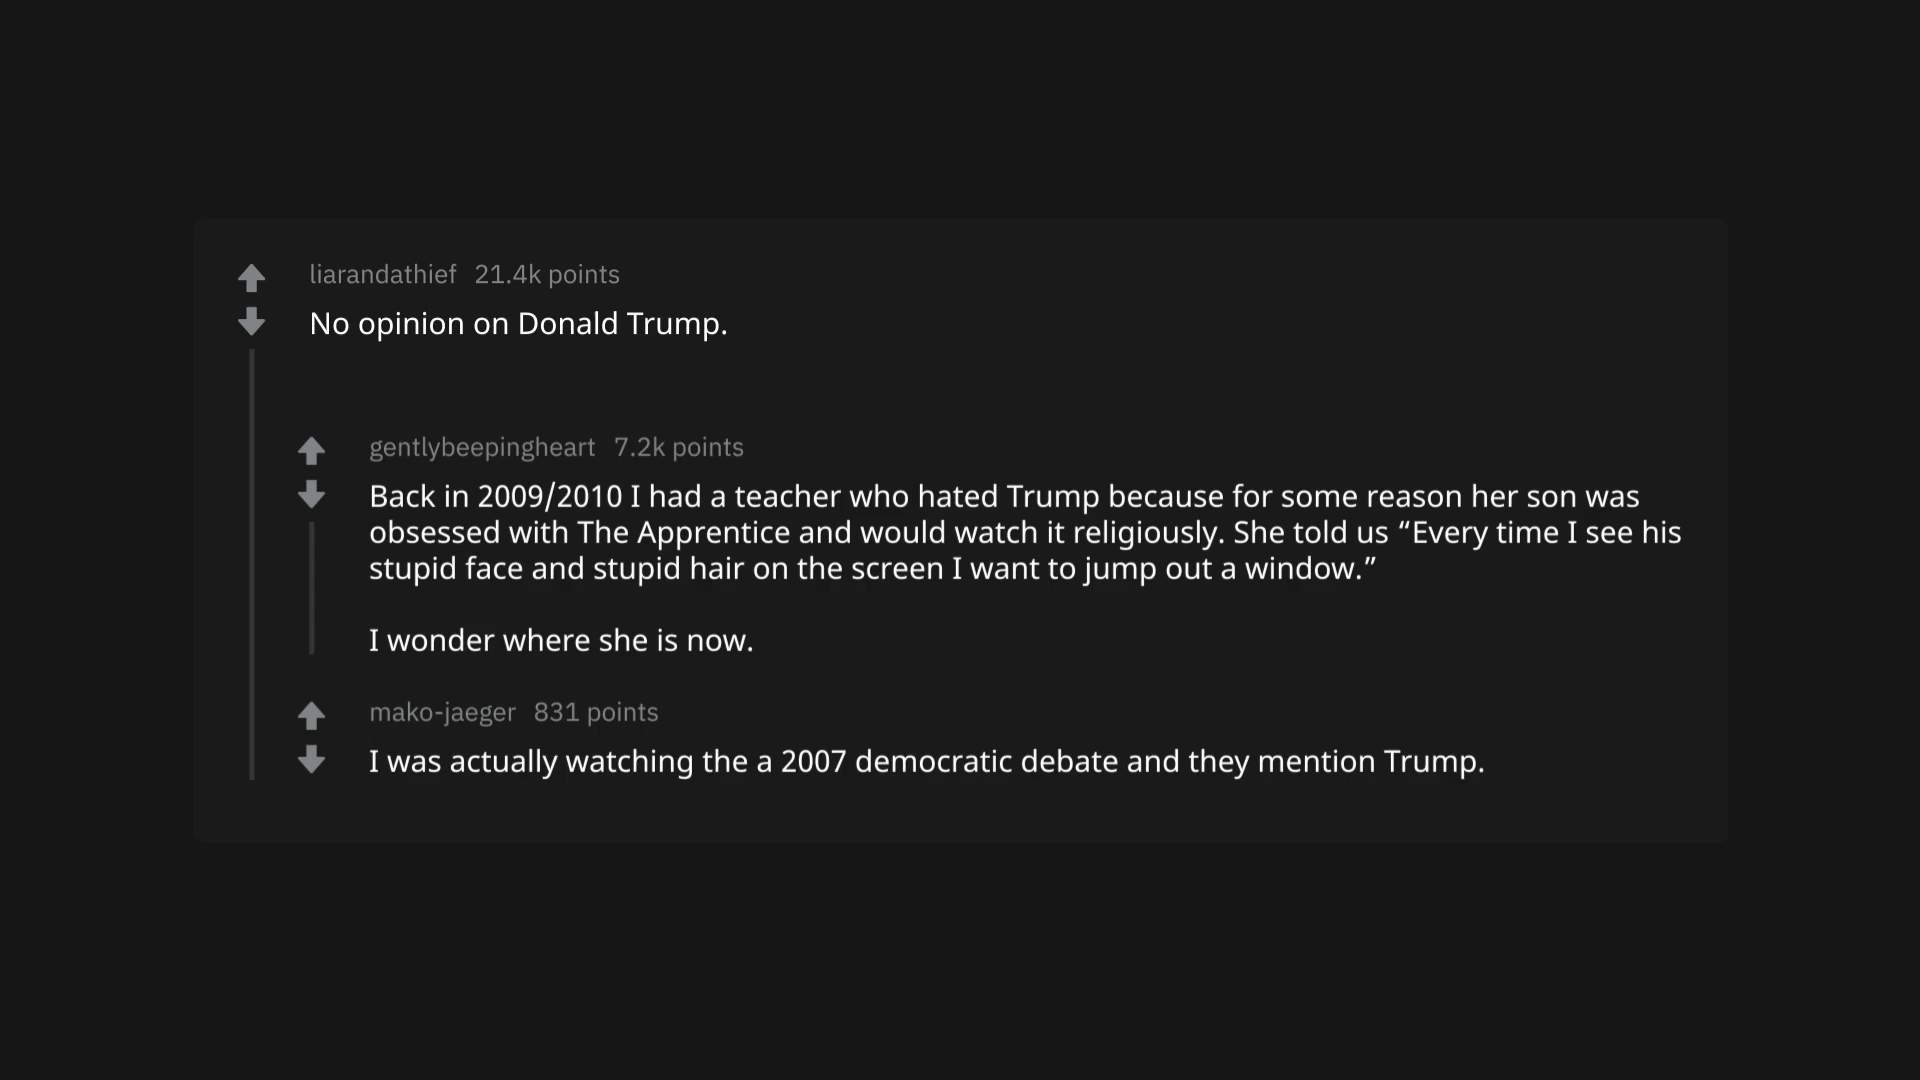 liarandathief 21.4k points
No opinion on Donald Trump.
gentlybeepingheart 7.2k points
Back in 2009/2010 I had a teacher who hated Trump because for some reason her son was
obsessed with The Apprentice and would watch it religiously. She told us “Every time I see his
stupid face and stupid hair on the screen I want to jump out a window.”
I wonder where she is now.
mako-jaeger 831 points
I was actually watching the a 2007 democratic debate and they mention Trump.